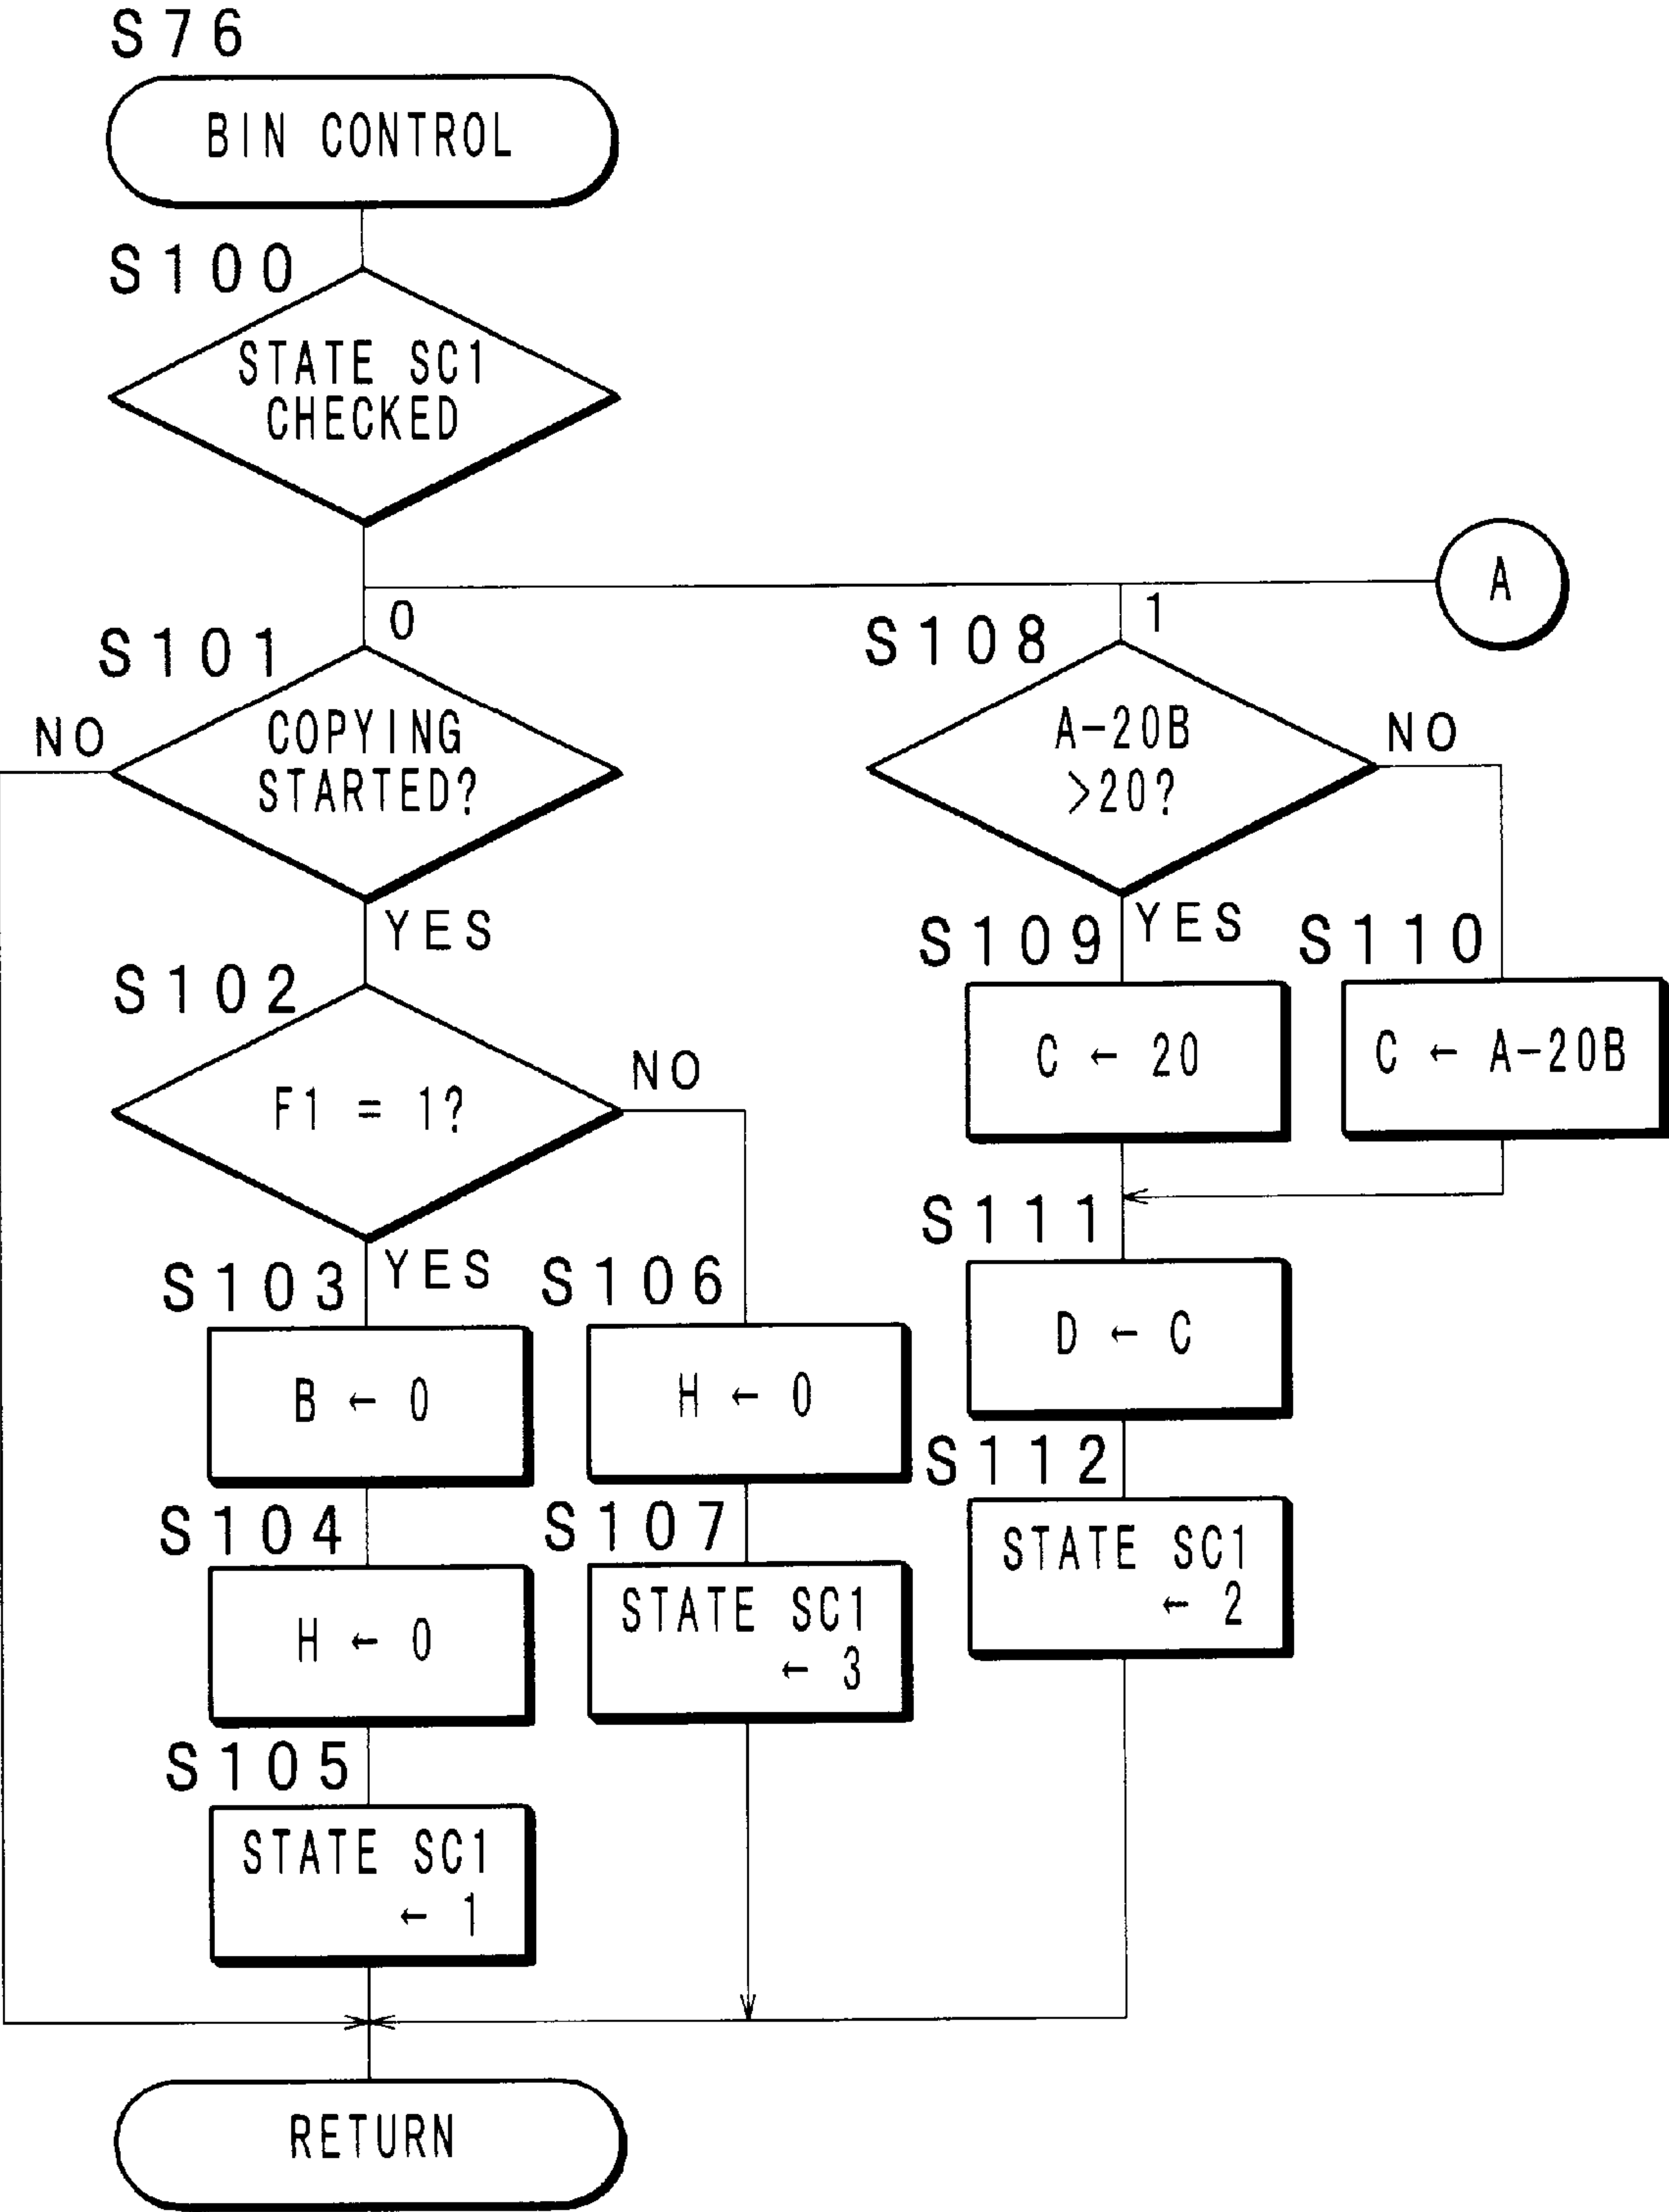 S76
BIN CONTROL
S100
STATE SC1
CHECKED
A
0
1
S101
COPYING
STARTED?
NO
YES
S102
F1 = 1?
NO
YES
S103
B ← 0
S104
H ← 0
S105
STATE SC1
← 1
S106
H ← 0
S107
STATE SC1
← 3
S108
A-20B
>20?
NO
YES
S109
C ← 20
S110
C ← A-20B
S111
D ← C
S112
STATE SC1
← 2
RETURN